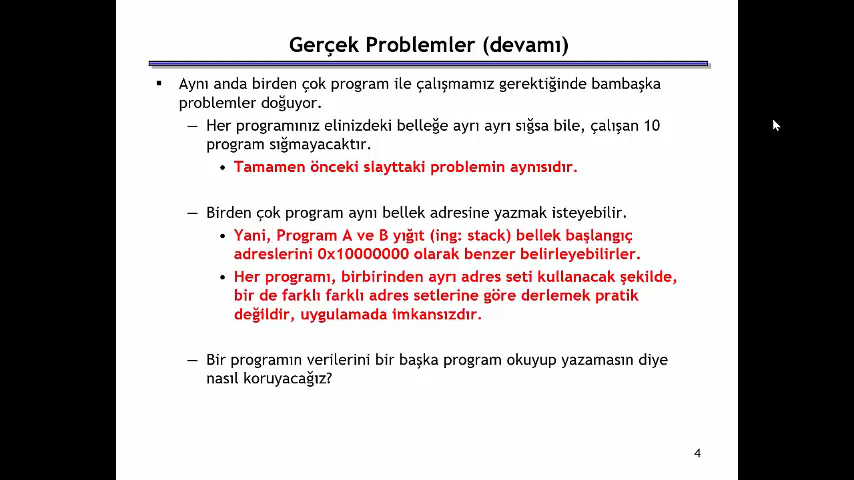 Gerçek Problemler (devamı)
▪ Aynı anda birden çok program ile çalışmamız gerektiğinde bambaşka
problemler doğuyor.
— Her programınız elinizdeki belleğe ayrı ayrı sığsa bile, çalışan 10
program sığmayacaktır.
• Tamamen önceki slayttaki problemin aynısıdır.
— Birden çok program aynı bellek adresine yazmak isteyebilir.
• Yani, Program A ve B yığıt (ing: stack) bellek başlangıç
adreslerini 0x10000000 olarak benzer belirleyebilirler.
• Her programı, birbirinden ayrı adres seti kullanacak şekilde,
bir de farklı farklı adres setlerine göre derlemek pratik
değildir, uygulamada imkansızdır.
— Bir programın verilerini bir başka program okuyup yazamasın diye
nasıl koruyacağız?
4